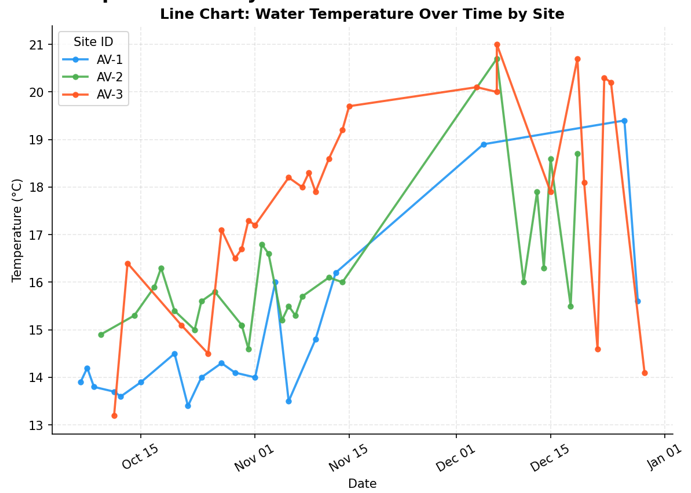 Line Chart: Water Temperature Over Time by Site
Site ID
AV-1
AV-2
AV-3
Temperature (°C)
21
20
19
18
17
16
15
14
13
Oct 15
Nov 01
Nov 15
Dec 01
Dec 15
Jan 01
Date